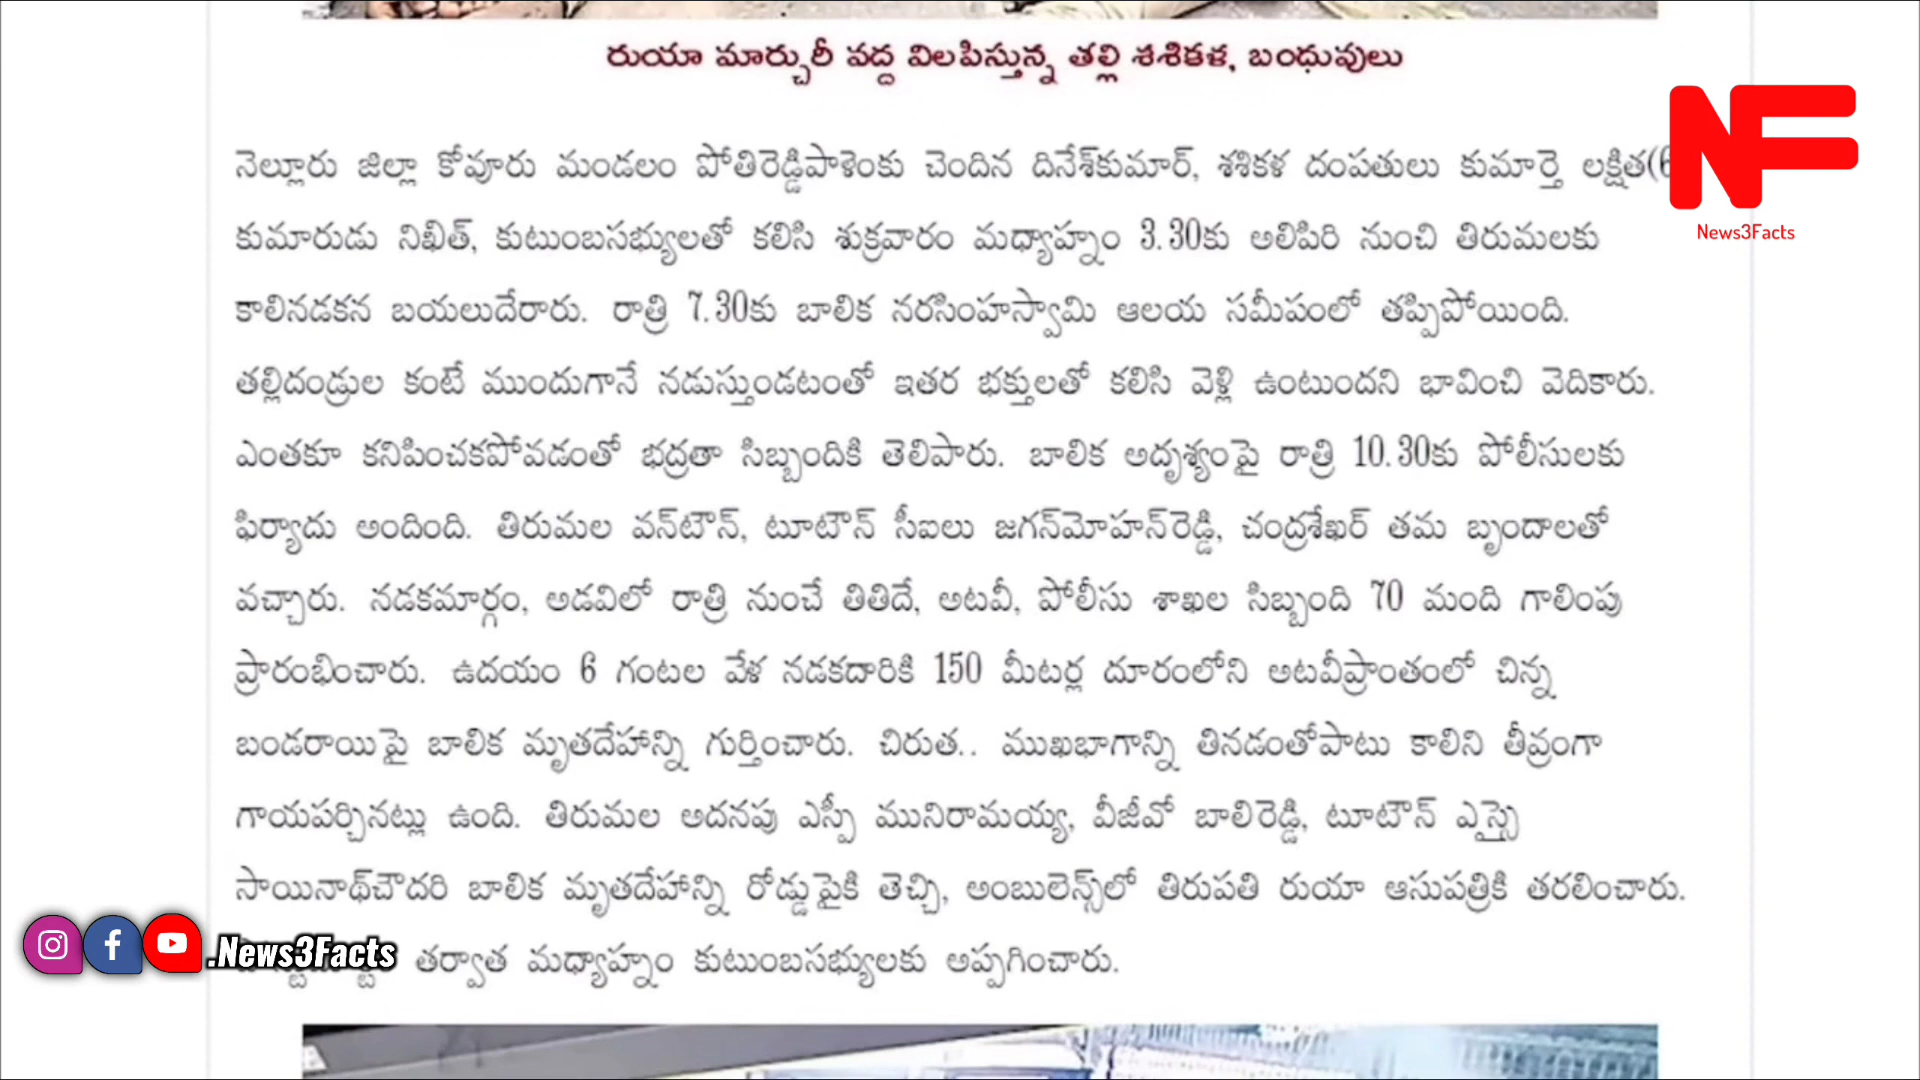 రుయా మార్చురీ వద్ద విలపిస్తున్న తల్లి శశికళ, బంధువులు
నెల్లూరు జిల్లా కోవూరు మండలం పోతిరెడ్డిపాళెంకు చెందిన దినేశ్‌కుమార్, శశికళ దంపతులు కుమార్తె లక్షిత(6
కుమారుడు నిఖిత్, కుటుంబసభ్యులతో కలిసి శుక్రవారం మధ్యాహ్నం 3.30కు అలిపిరి నుంచి తిరుమలకు
కాలినడకన బయలుదేరారు. రాత్రి 7.30కు బాలిక నరసింహస్వామి ఆలయ సమీపంలో తప్పిపోయింది.
తల్లిదండ్రుల కంటే ముందుగానే నడుస్తుండటంతో ఇతర భక్తులతో కలిసి వెళ్లి ఉంటుందని భావించి వెదికారు.
ఎంతకూ కనిపించకపోవడంతో భద్రతా సిబ్బందికి తెలిపారు. బాలిక అదృశ్యంపై రాత్రి 10.30కు పోలీసులకు
ఫిర్యాదు అందింది. తిరుమల వన్‌టౌన్, టూటౌన్ సీఐలు జగన్‌మోహన్‌రెడ్డి, చంద్రశేఖర్ తమ బృందాలతో
వచ్చారు. నడకమార్గం, అడవిలో రాత్రి నుంచే తితిదే, అటవీ, పోలీసు శాఖల సిబ్బంది 70 మంది గాలింపు
ప్రారంభించారు. ఉదయం 6 గంటల వేళ నడకదారికి 150 మీటర్ల దూరంలోని అటవీప్రాంతంలో చిన్న
బండరాయిపై బాలిక మృతదేహాన్ని గుర్తించారు. చిరుత.. ముఖభాగాన్ని తినడంతోపాటు కాలిని తీవ్రంగా
గాయపర్చినట్లు ఉంది. తిరుమల అదనపు ఎస్పీ మునిరామయ్య, వీజీవో బాలిరెడ్డి, టూటౌన్ ఎస్సై
సాయినాథ్‌చౌదరి బాలిక మృతదేహాన్ని రోడ్డుపైకి తెచ్చి, అంబులెన్స్‌లో తిరుపతి రుయా ఆసుపత్రికి తరలించారు.
తర్వాత మధ్యాహ్నం కుటుంబసభ్యులకు అప్పగించారు.
NF
News3Facts
.News3Facts